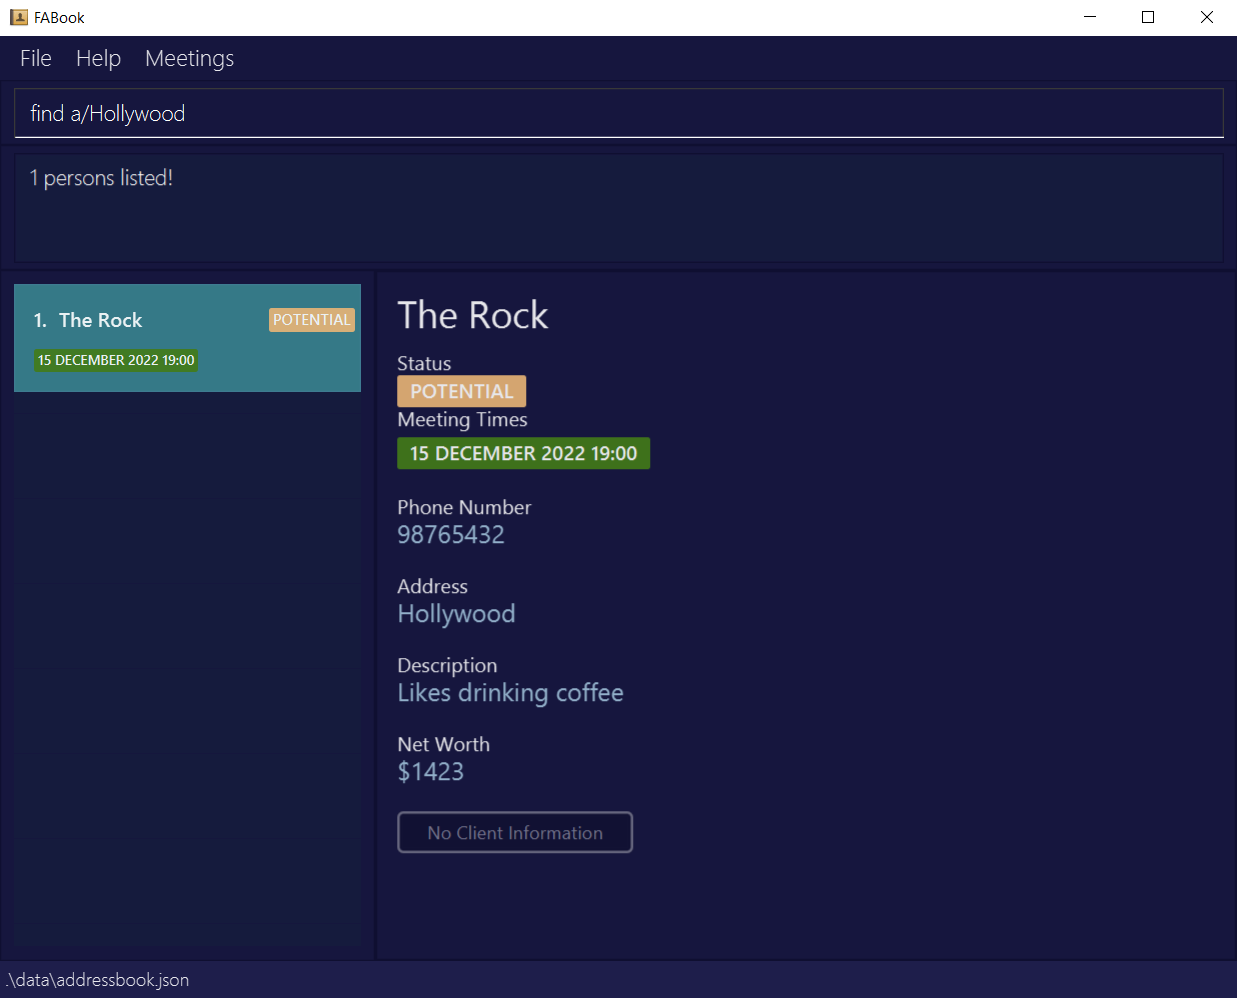 FABook
File Help Meetings
find a/Hollywood
1 persons listed!
1. The Rock POTENTIAL
15 DECEMBER 2022 19:00
The Rock
Status
POTENTIAL
Meeting Times
15 DECEMBER 2022 19:00
Phone Number
98765432
Address
Hollywood
Description
Likes drinking coffee
Net Worth
$1423
No Client Information
.\data\addressbook.json